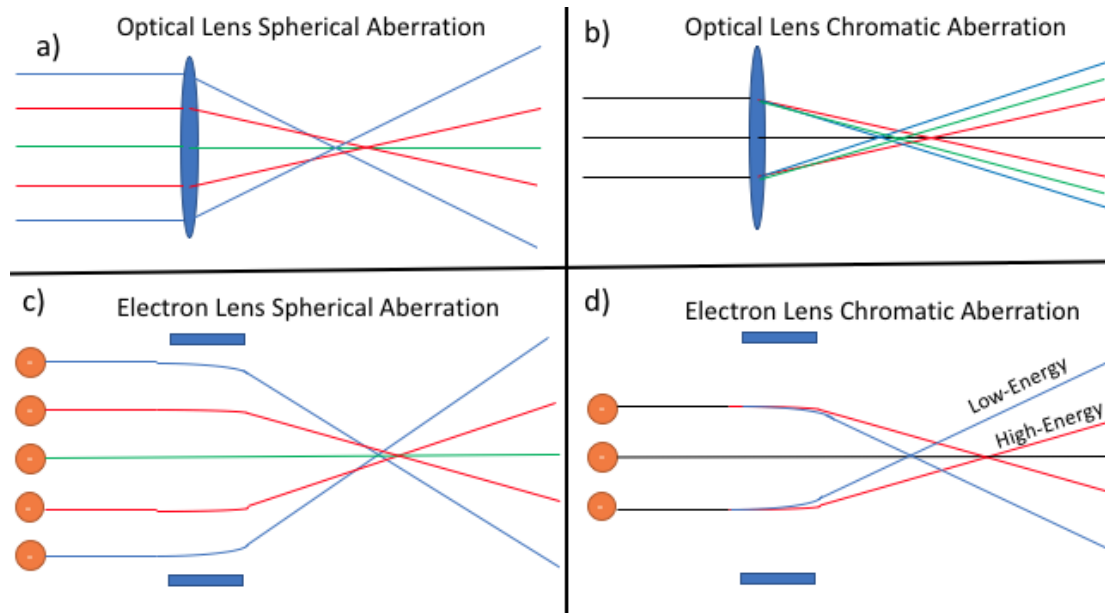 a)
Optical Lens Spherical Aberration
b)
Optical Lens Chromatic Aberration
c)
Electron Lens Spherical Aberration
d)
Electron Lens Chromatic Aberration
Low-Energy
High-Energy